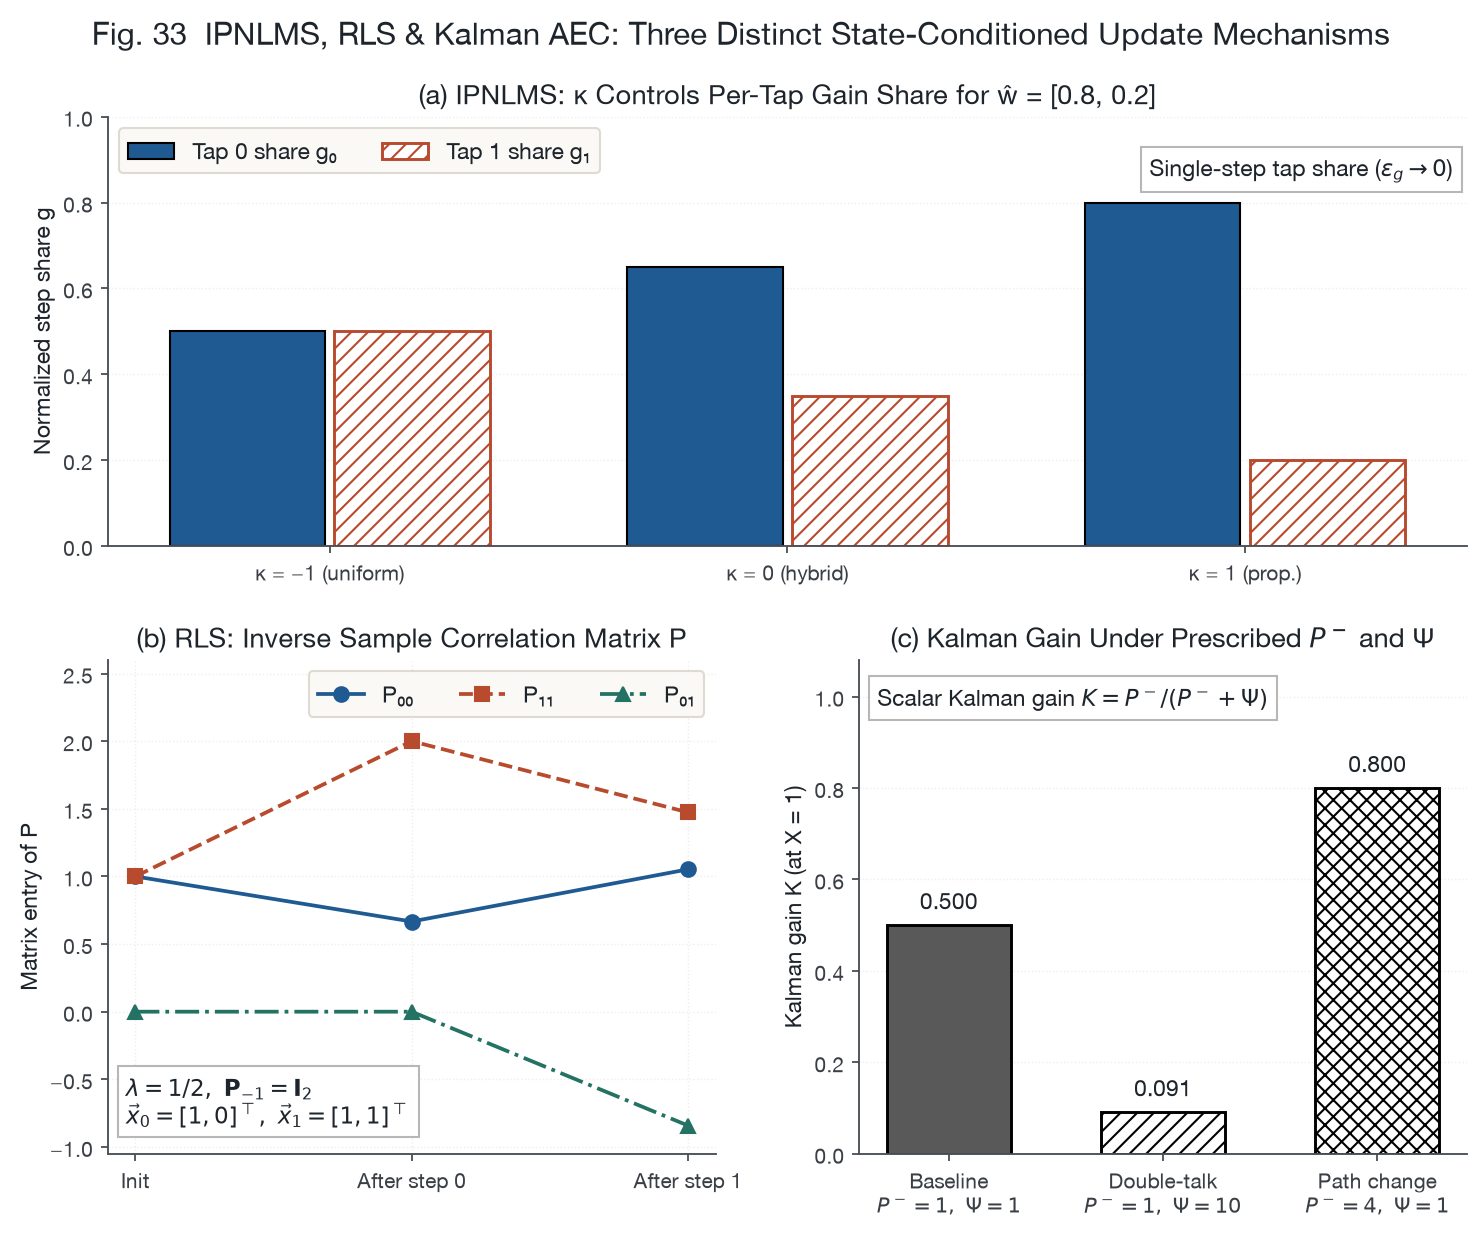 Fig. 33  IPNLMS, RLS & Kalman AEC: Three Distinct State-Conditioned Update Mechanisms
(a) IPNLMS: κ Controls Per-Tap Gain Share for ŵ = [0.8, 0.2]
Tap 0 share g₀
Tap 1 share g₁
Single-step tap share (ε_g → 0)
Normalized step share g
1.0
0.8
0.6
0.4
0.2
0.0
κ = −1 (uniform)
κ = 0 (hybrid)
κ = 1 (prop.)
(b) RLS: Inverse Sample Correlation Matrix P
P₀₀
P₁₁
P₀₁
Matrix entry of P
2.5
2.0
1.5
1.0
0.5
0.0
−0.5
−1.0
λ = 1/2, P₋₁ = I₂
x⃗₀ = [1, 0]⊤, x⃗₁ = [1, 1]⊤
Init
After step 0
After step 1
(c) Kalman Gain Under Prescribed P⁻ and Ψ
Scalar Kalman gain K = P⁻/(P⁻ + Ψ)
Kalman gain K (at X = 1)
1.0
0.8
0.6
0.4
0.2
0.0
0.500
0.091
0.800
Baseline
P⁻ = 1, Ψ = 1
Double-talk
P⁻ = 1, Ψ = 10
Path change
P⁻ = 4, Ψ = 1